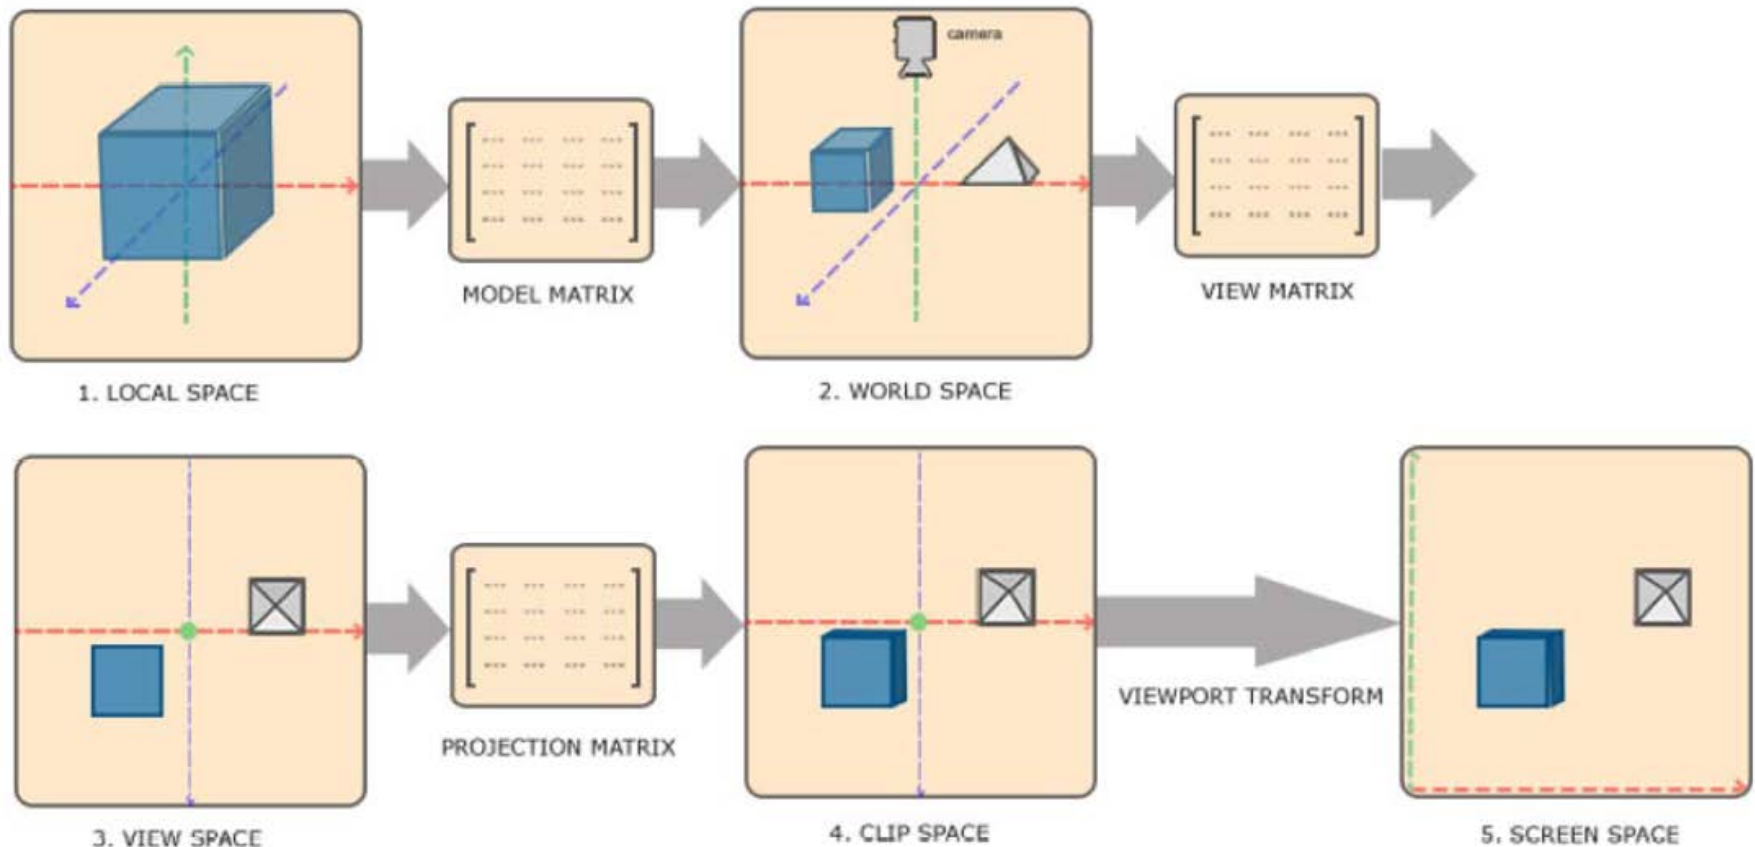 camera
MODEL MATRIX
VIEW MATRIX
1. LOCAL SPACE
2. WORLD SPACE
PROJECTION MATRIX
VIEWPORT TRANSFORM
3. VIEW SPACE
4. CLIP SPACE
5. SCREEN SPACE